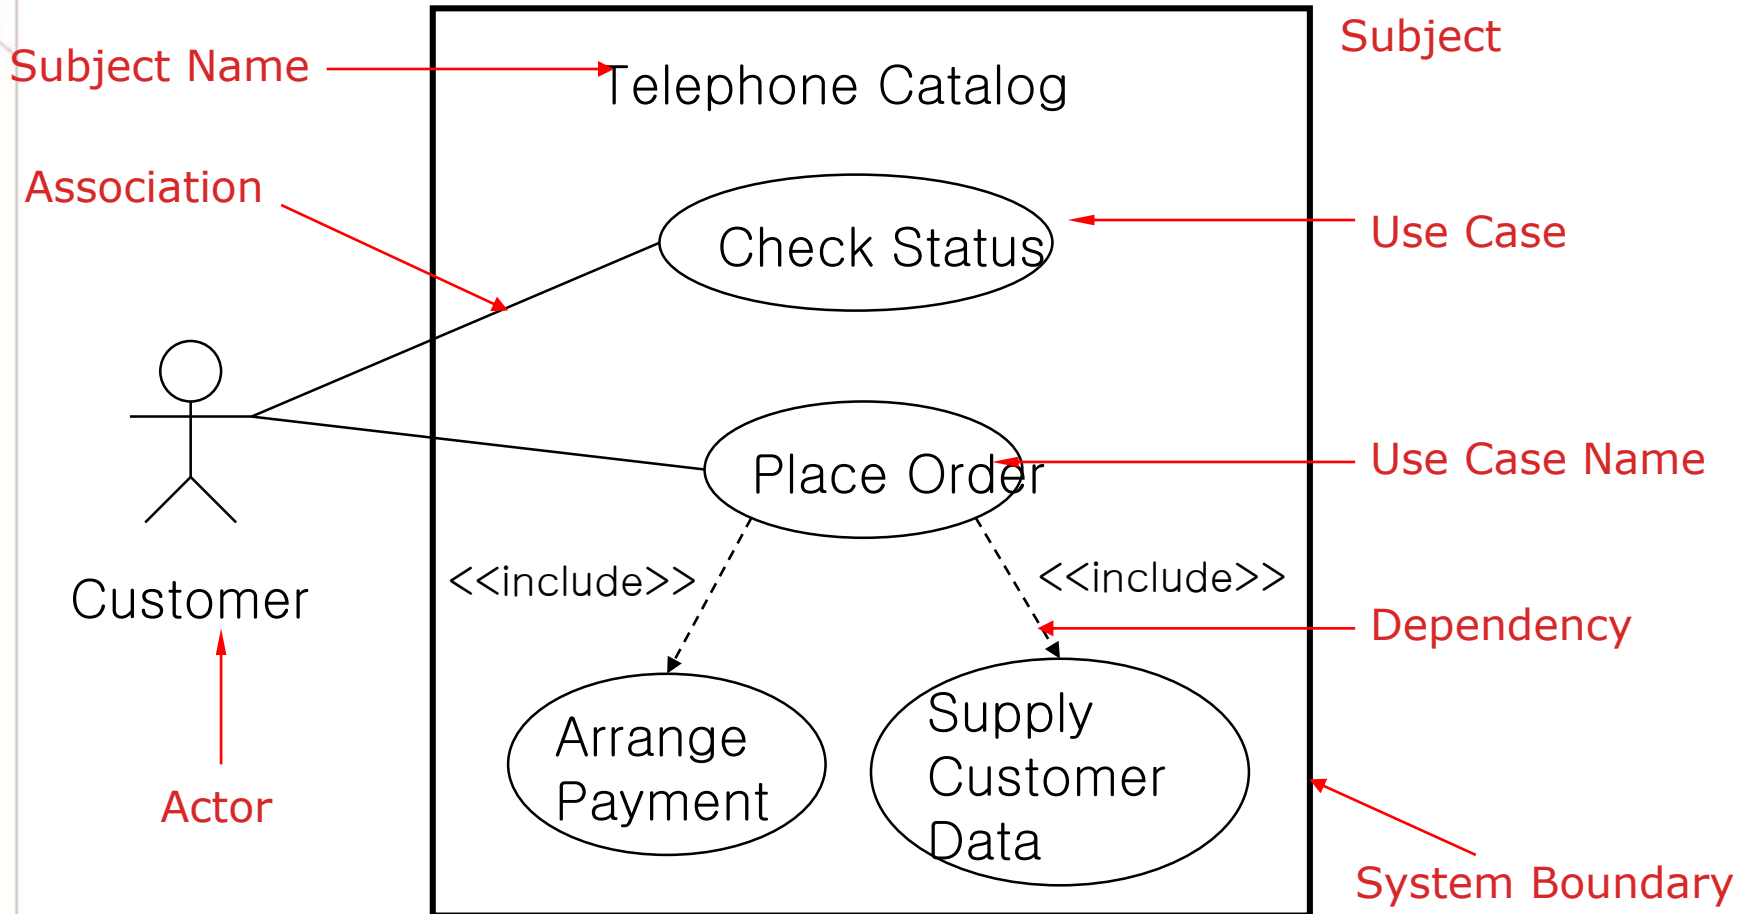 Subject
Subject Name
Telephone Catalog
Association
Check Status
Use Case
Place Order
Use Case Name
<<include>>
<<include>>
Customer
Dependency
Arrange
Payment
Supply
Customer
Data
Actor
System Boundary